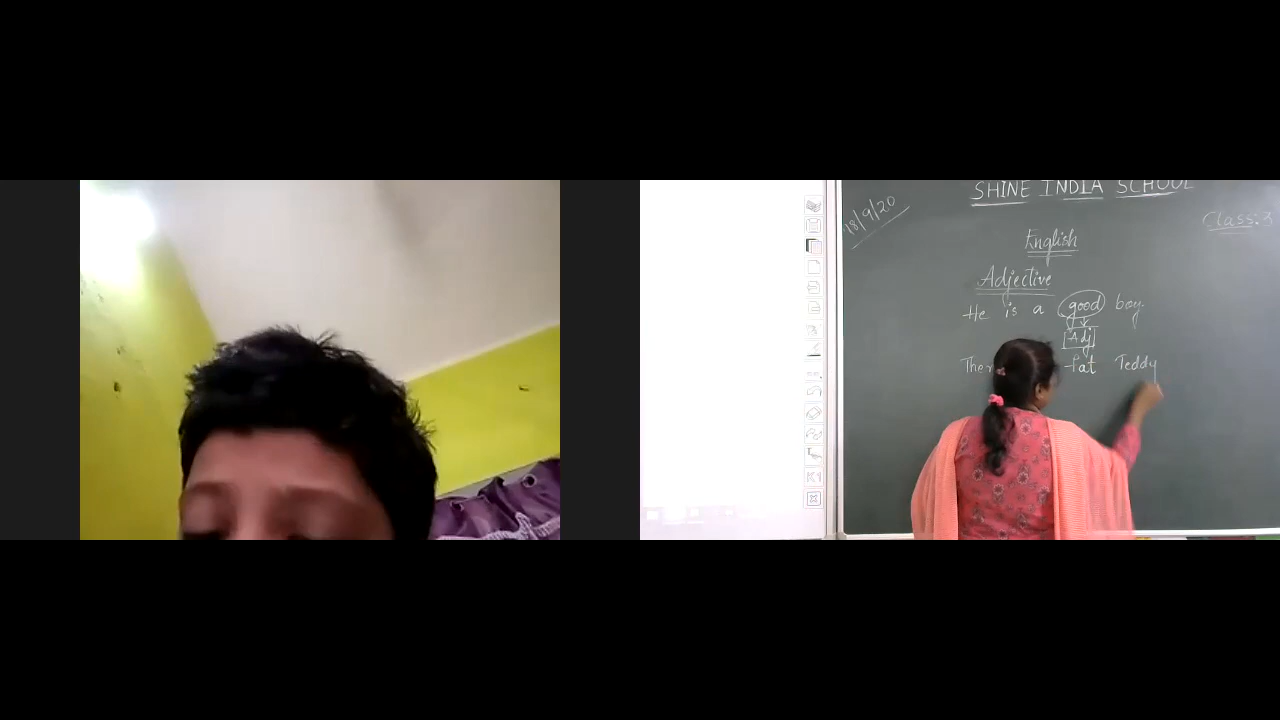 SHINE INDIA SCHOOL
18/9/20
Class: 3
English
Adjective
He is a good boy.
[Adj]
fat Teddy